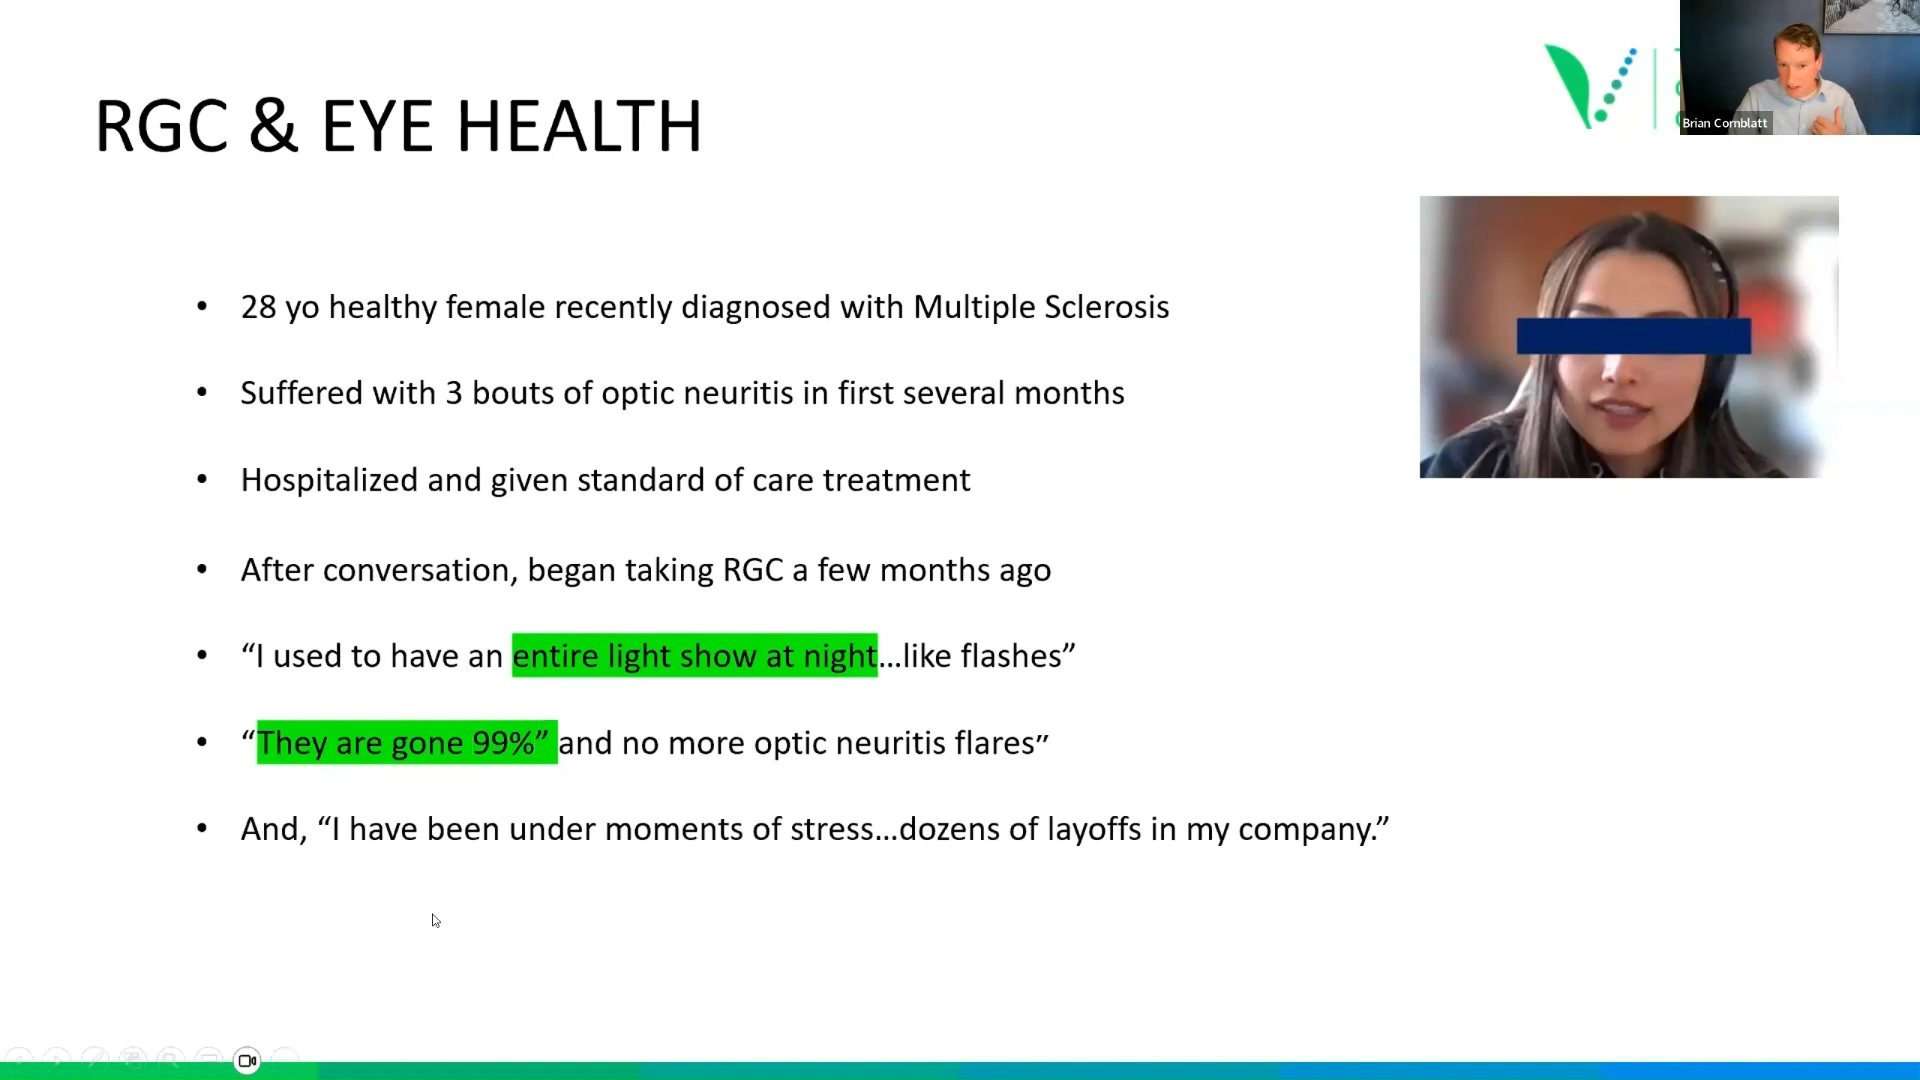 Brian Cornblatt
RGC & EYE HEALTH
• 28 yo healthy female recently diagnosed with Multiple Sclerosis
• Suffered with 3 bouts of optic neuritis in first several months
• Hospitalized and given standard of care treatment
• After conversation, began taking RGC a few months ago
• “I used to have an entire light show at night...like flashes”
• “They are gone 99%” and no more optic neuritis flares”
• And, “I have been under moments of stress...dozens of layoffs in my company.”